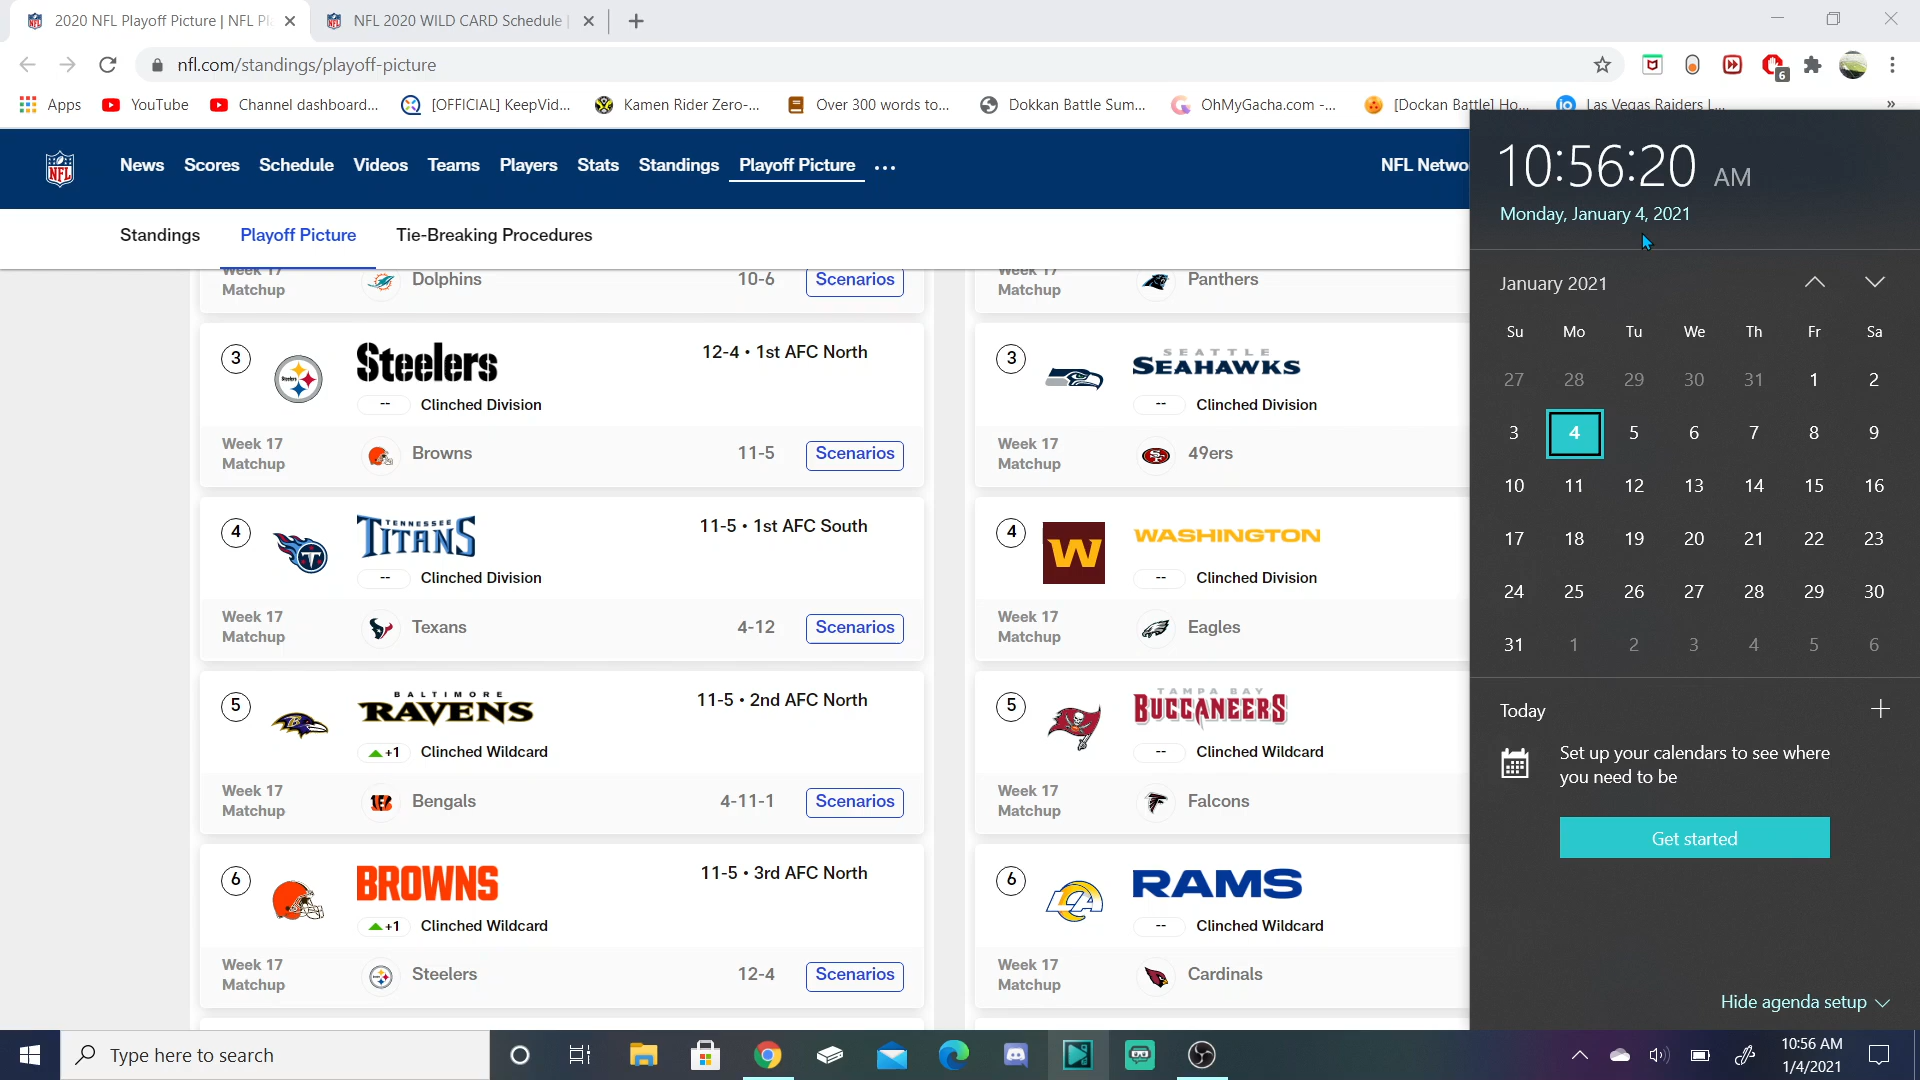 2020 NFL Playoff Picture | NFL Pl
NFL 2020 WILD CARD Schedule |
nfl.com/standings/playoff-picture
6
Apps
YouTube
Channel dashboard...
[OFFICIAL] KeepVid...
Kamen Rider Zero-...
Over 300 words to...
Dokkan Battle Sum...
OhMyGacha.com -...
[Dockan Battle] Ho...
Las Vegas Raiders L...
»
NFL
News
Scores
Schedule
Videos
Teams
Players
Stats
Standings
Playoff Picture
...
NFL Netwo
Standings
Playoff Picture
Tie-Breaking Procedures
Week 17
Matchup
Dolphins
10-6
Scenarios
3
Steelers
Steelers
12-4 • 1st AFC North
-- Clinched Division
Week 17
Matchup
Browns
11-5
Scenarios
4
TENNESSEE
TITANS
11-5 • 1st AFC South
-- Clinched Division
Week 17
Matchup
Texans
4-12
Scenarios
5
BALTIMORE
RAVENS
11-5 • 2nd AFC North
+1 Clinched Wildcard
Week 17
Matchup
Bengals
4-11-1
Scenarios
6
BROWNS
11-5 • 3rd AFC North
+1 Clinched Wildcard
Week 17
Matchup
Steelers
12-4
Scenarios
Week 17
Matchup
Panthers
3
SEATTLE
SEAHAWKS
-- Clinched Division
Week 17
Matchup
49ers
4
W
WASHINGTON
-- Clinched Division
Week 17
Matchup
Eagles
5
TAMPA BAY
BUCCANEERS
-- Clinched Wildcard
Week 17
Matchup
Falcons
6
LA
RAMS
-- Clinched Wildcard
Week 17
Matchup
Cardinals
10:56:20 AM
Monday, January 4, 2021
January 2021
Su Mo Tu We Th Fr Sa
27 28 29 30 31 1 2
3 4 5 6 7 8 9
10 11 12 13 14 15 16
17 18 19 20 21 22 23
24 25 26 27 28 29 30
31 1 2 3 4 5 6
Today
Set up your calendars to see where
you need to be
Get started
Hide agenda setup
Type here to search
10:56 AM
1/4/2021